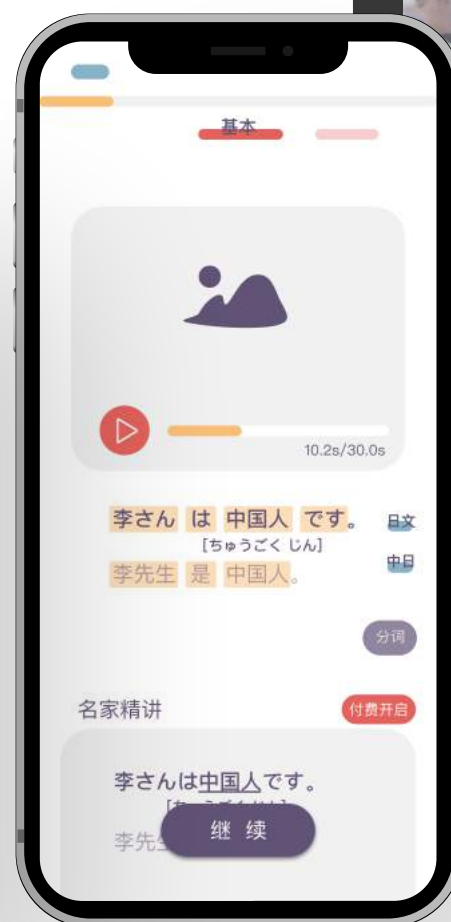 基本
10.2s/30.0s
李さん は 中国人 です。
日文
[ちゅうごくじん]
李先生 是 中国人。
中日
分词
名家精讲
付费开启
李さんは中国人です。
李先
继 续